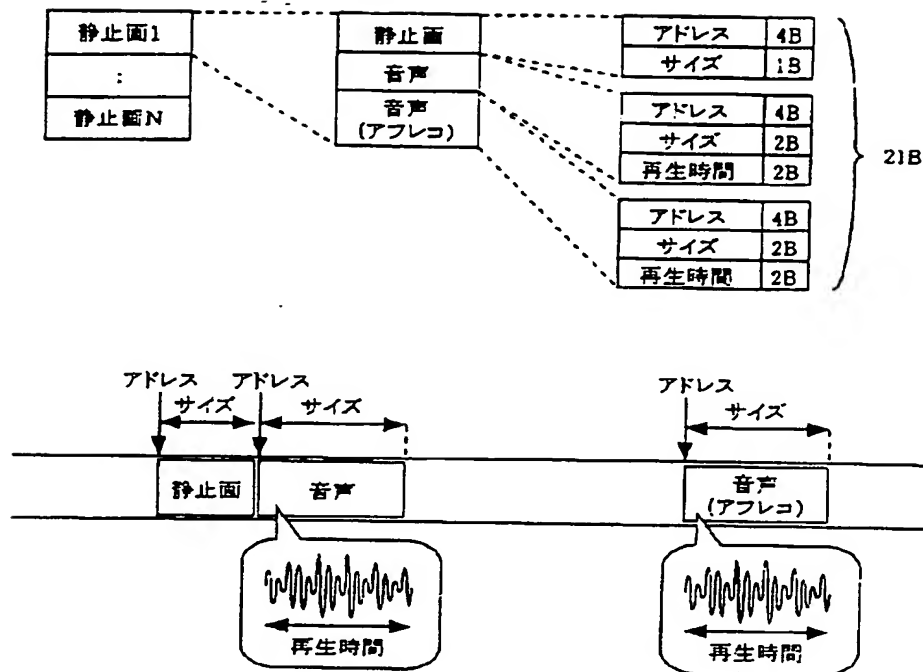 静止画1
:
静止画N
静止画
音声
音声
(アフレコ)
アドレス 4B
サイズ 1B
アドレス 4B
サイズ 2B
再生時間 2B
アドレス 4B
サイズ 2B
再生時間 2B
21B
アドレス アドレス
サイズ サイズ
静止画 音声
再生時間
アドレス
サイズ
音声
(アフレコ)
再生時間